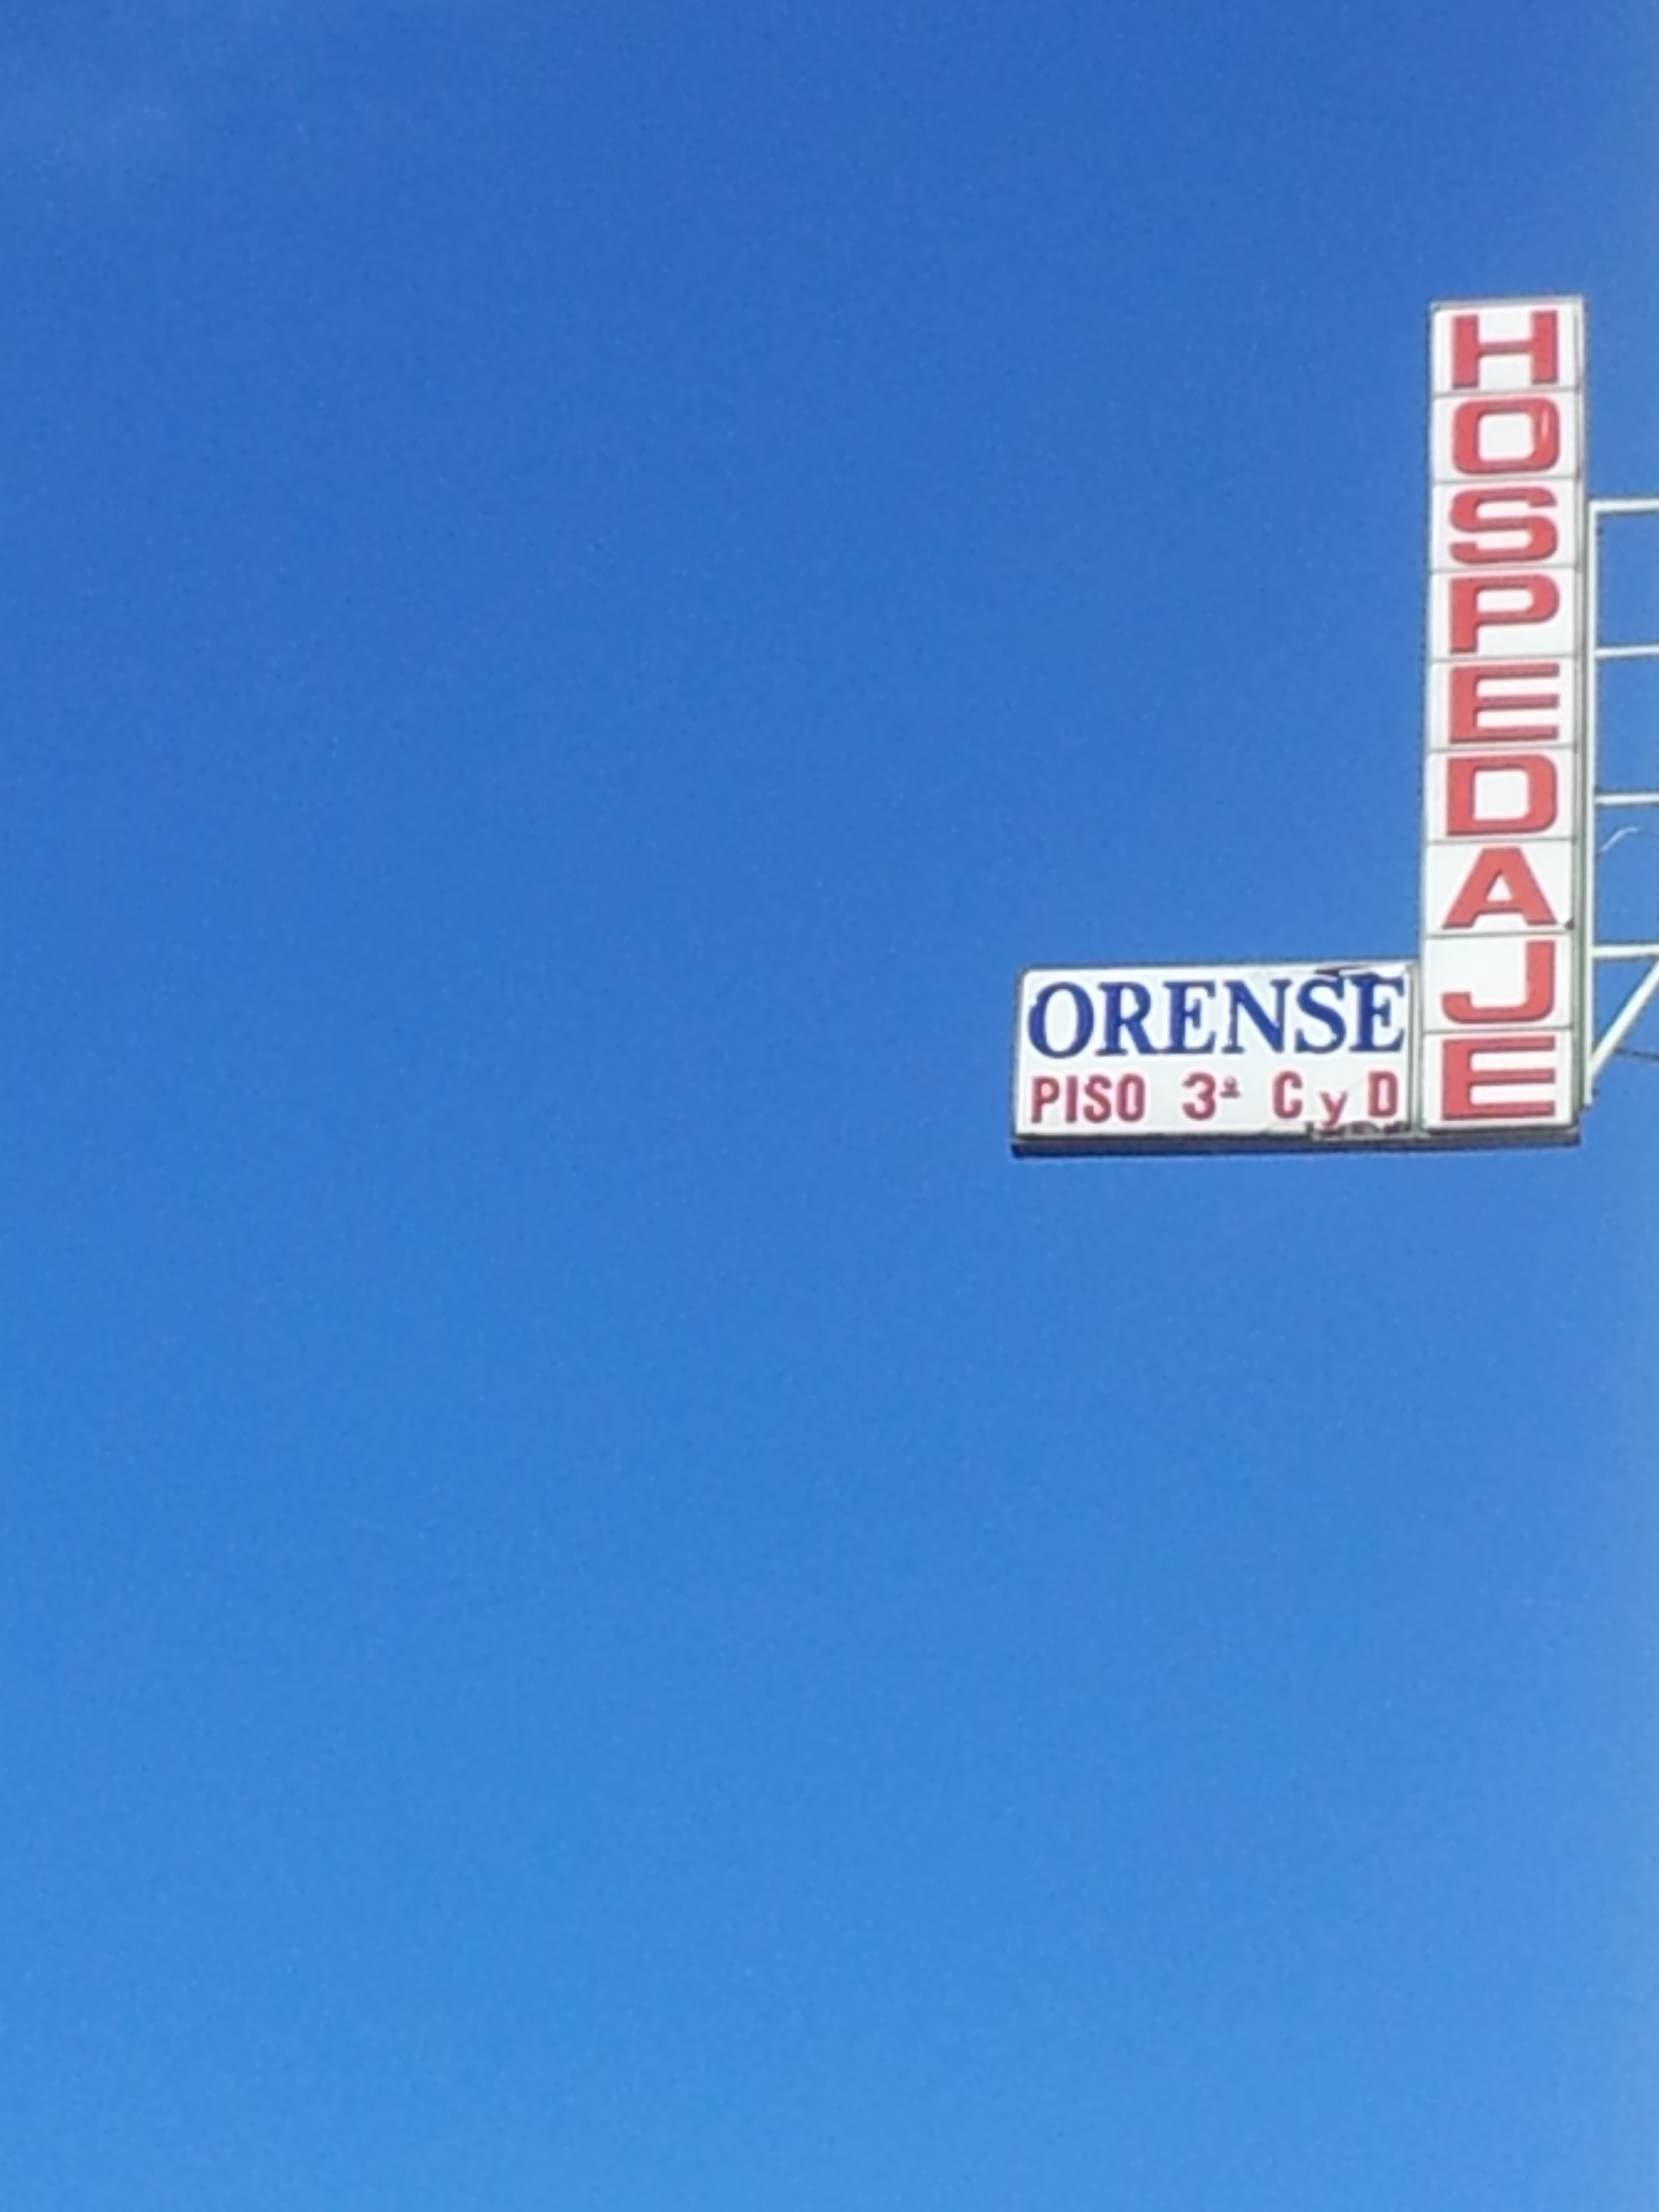 HOSPEDAJE
ORENSE
PISO 3ª C y D